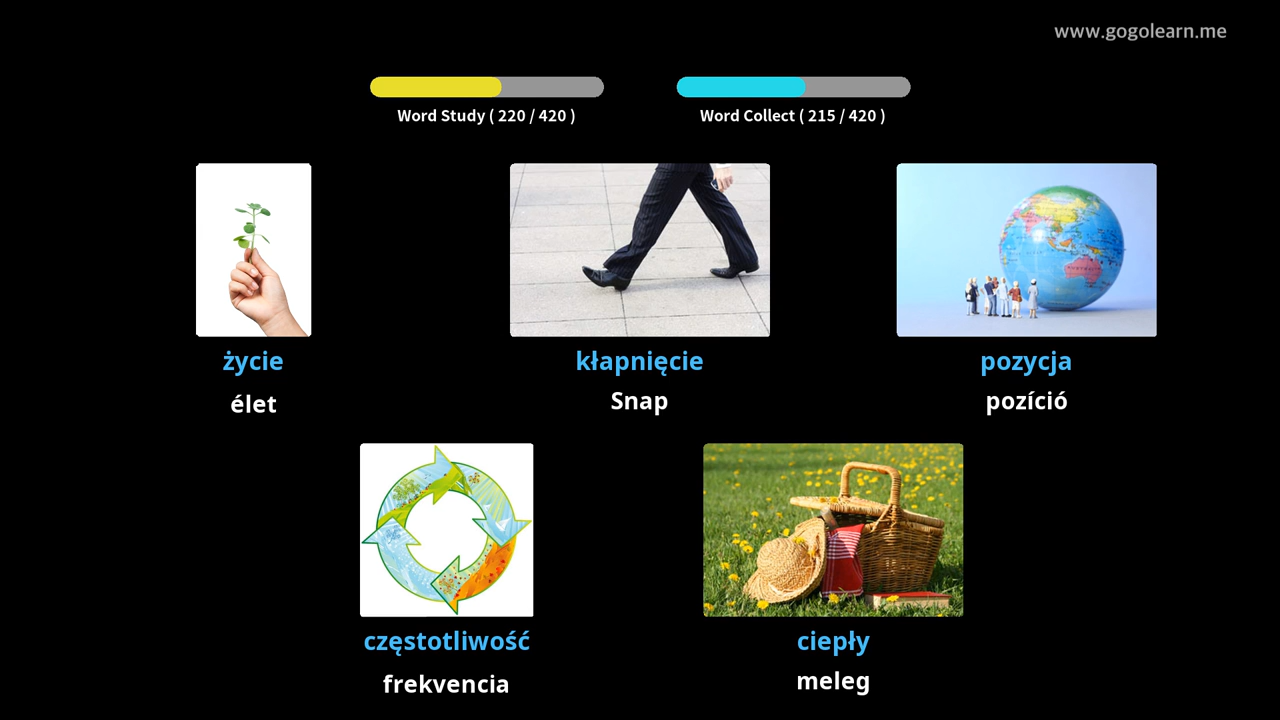 www.gogolearn.me
Word Study ( 220 / 420 )
Word Collect ( 215 / 420 )
życie
kłapnięcie
pozycja
élet
Snap
pozíció
częstotliwość
ciepły
frekvencia
meleg